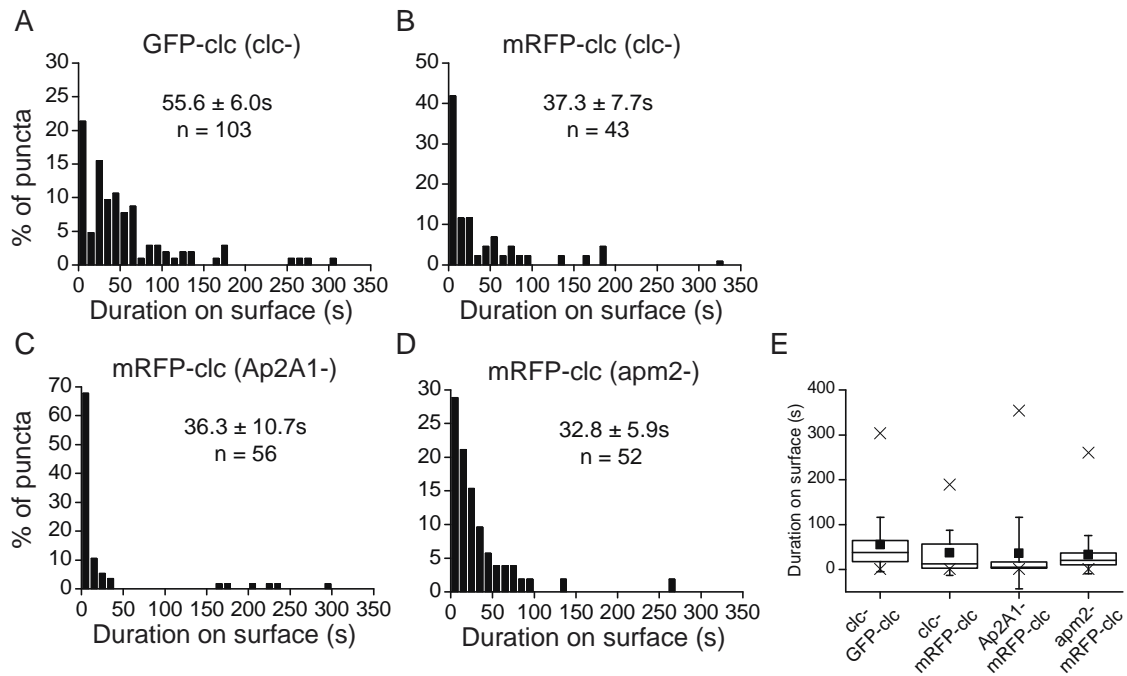 A
GFP-clc (clc-)
55.6 ± 6.0s
n = 103
% of puncta
30
25
20
15
10
5
0
0 50 100 150 200 250 300 350
Duration on surface (s)
B
mRFP-clc (clc-)
37.3 ± 7.7s
n = 43
50
40
30
20
10
0
0 50 100 150 200 250 300 350
Duration on surface (s)
C
mRFP-clc (Ap2A1-)
36.3 ± 10.7s
n = 56
% of puncta
70
60
50
40
30
20
10
0
0 50 100 150 200 250 300 350
Duration on surface (s)
D
mRFP-clc (apm2-)
32.8 ± 5.9s
n = 52
30
25
20
15
10
5
0
0 50 100 150 200 250 300 350
Duration on surface (s)
E
Duration on surface (s)
400
300
200
100
0
clc-
GFP-clc
clc-
mRFP-clc
Ap2A1-
mRFP-clc
apm2-
mRFP-clc